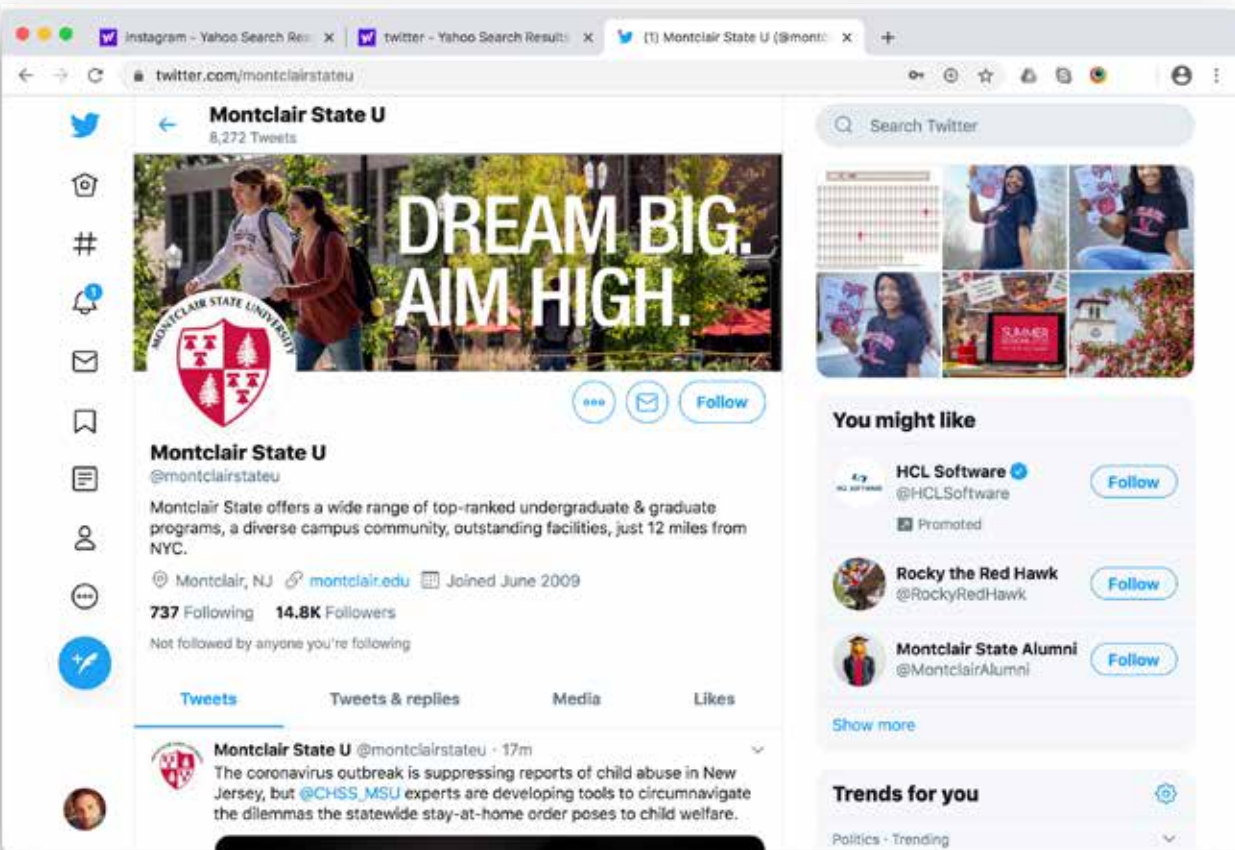 instagram - Yahoo Search Res
twitter - Yahoo Search Results
(1) Montclair State U (@montc
twitter.com/montclairstateu
Montclair State U
8,272 Tweets
Search Twitter
DREAM BIG.
AIM HIGH.
MONTCLAIR STATE UNIVERSITY
SUMMER
Follow
Montclair State U
@montclairstateu
Montclair State offers a wide range of top-ranked undergraduate & graduate
programs, a diverse campus community, outstanding facilities, just 12 miles from
NYC.
Montclair, NJ montclair.edu Joined June 2009
737 Following 14.8K Followers
Not followed by anyone you're following
Tweets Tweets & replies Media Likes
Montclair State U @montclairstateu · 17m
The coronavirus outbreak is suppressing reports of child abuse in New
Jersey, but @CHSS_MSU experts are developing tools to circumnavigate
the dilemmas the statewide stay-at-home order poses to child welfare.
You might like
HCL SOFTWARE
HCL Software
@HCLSoftware
Promoted
Follow
Rocky the Red Hawk
@RockyRedHawk
Follow
Montclair State Alumni
@MontclairAlumni
Follow
Show more
Trends for you
Politics · Trending